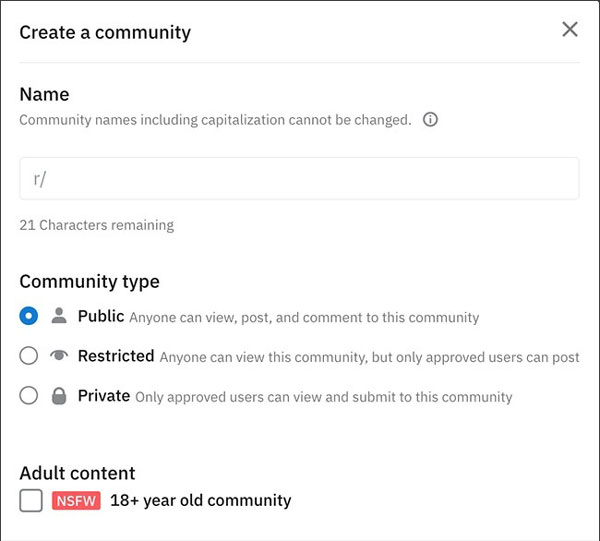 Create a community
Name
Community names including capitalization cannot be changed.
r/
21 Characters remaining
Community type
Public Anyone can view, post, and comment to this community
Restricted Anyone can view this community, but only approved users can post
Private Only approved users can view and submit to this community
Adult content
NSFW 18+ year old community